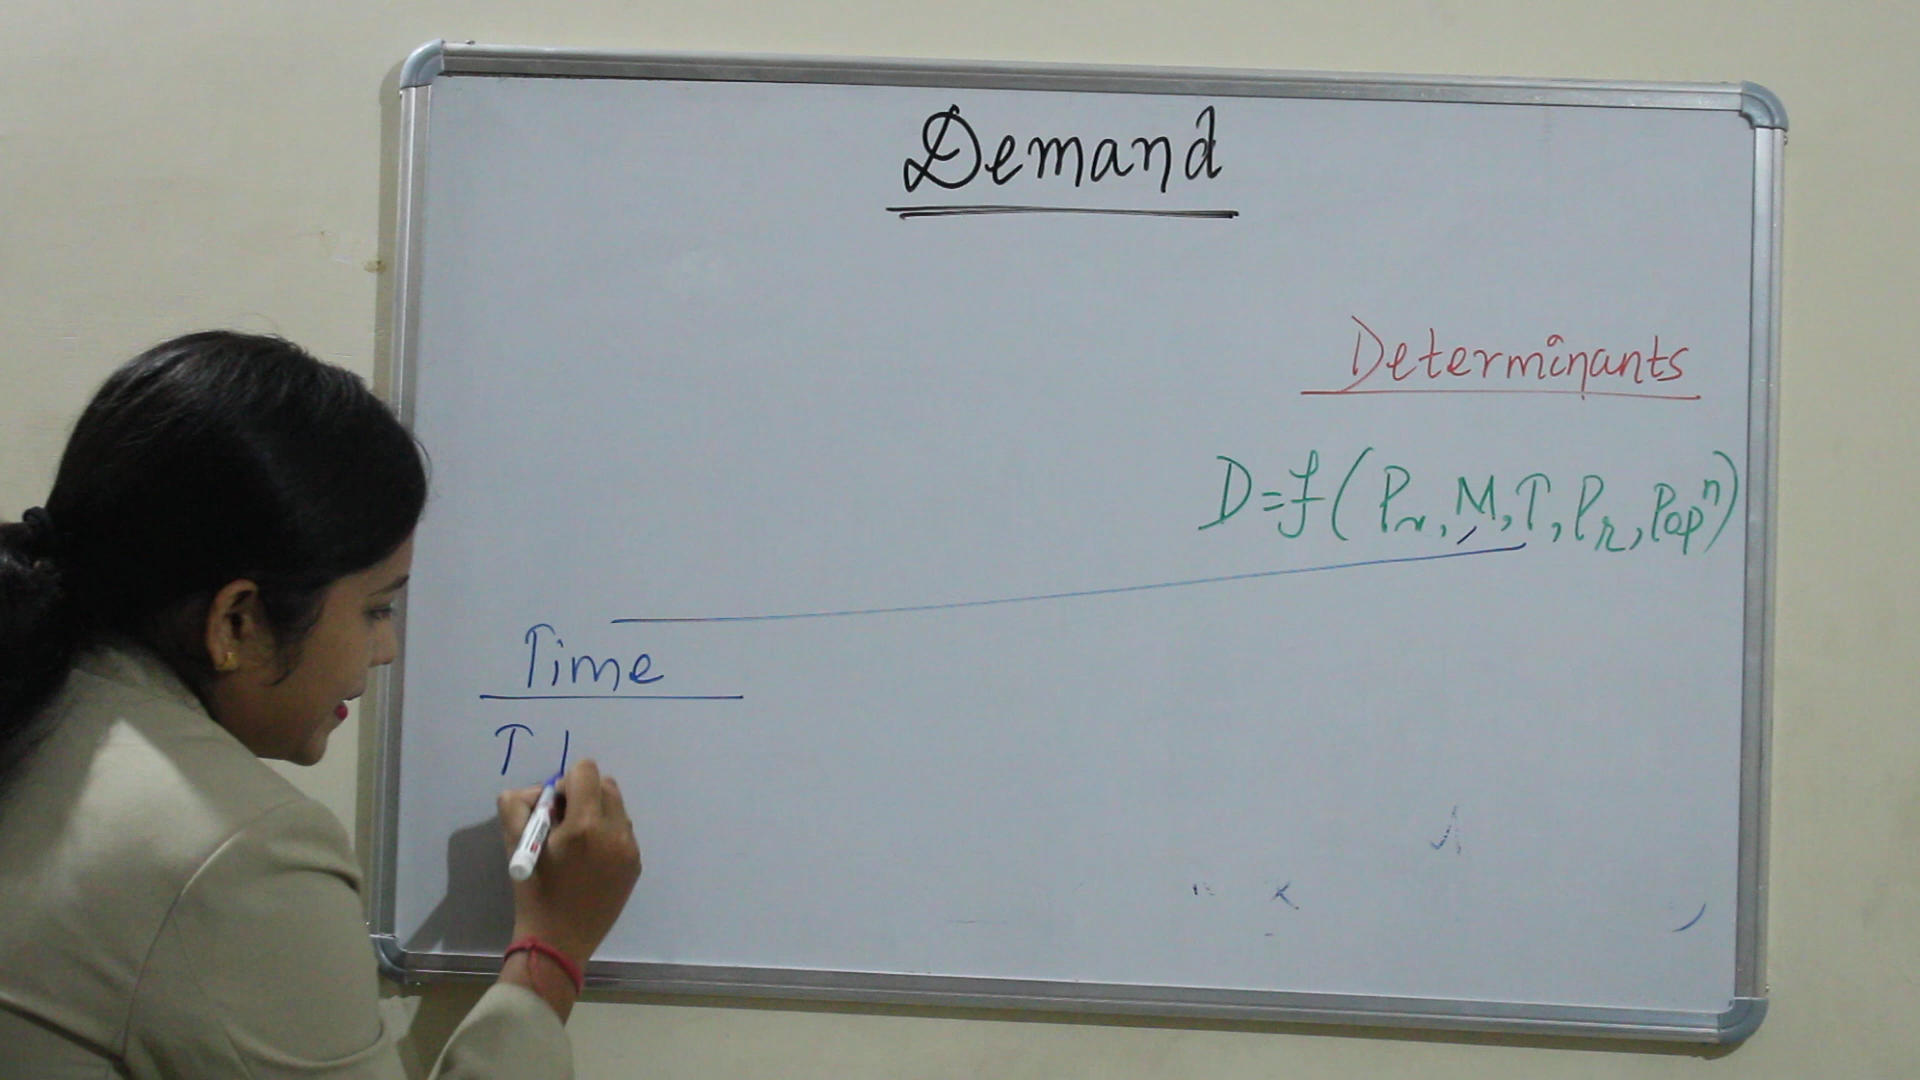 Demand
Determinants
D=f(Px, M, T, Pr, Popⁿ)
Time
T